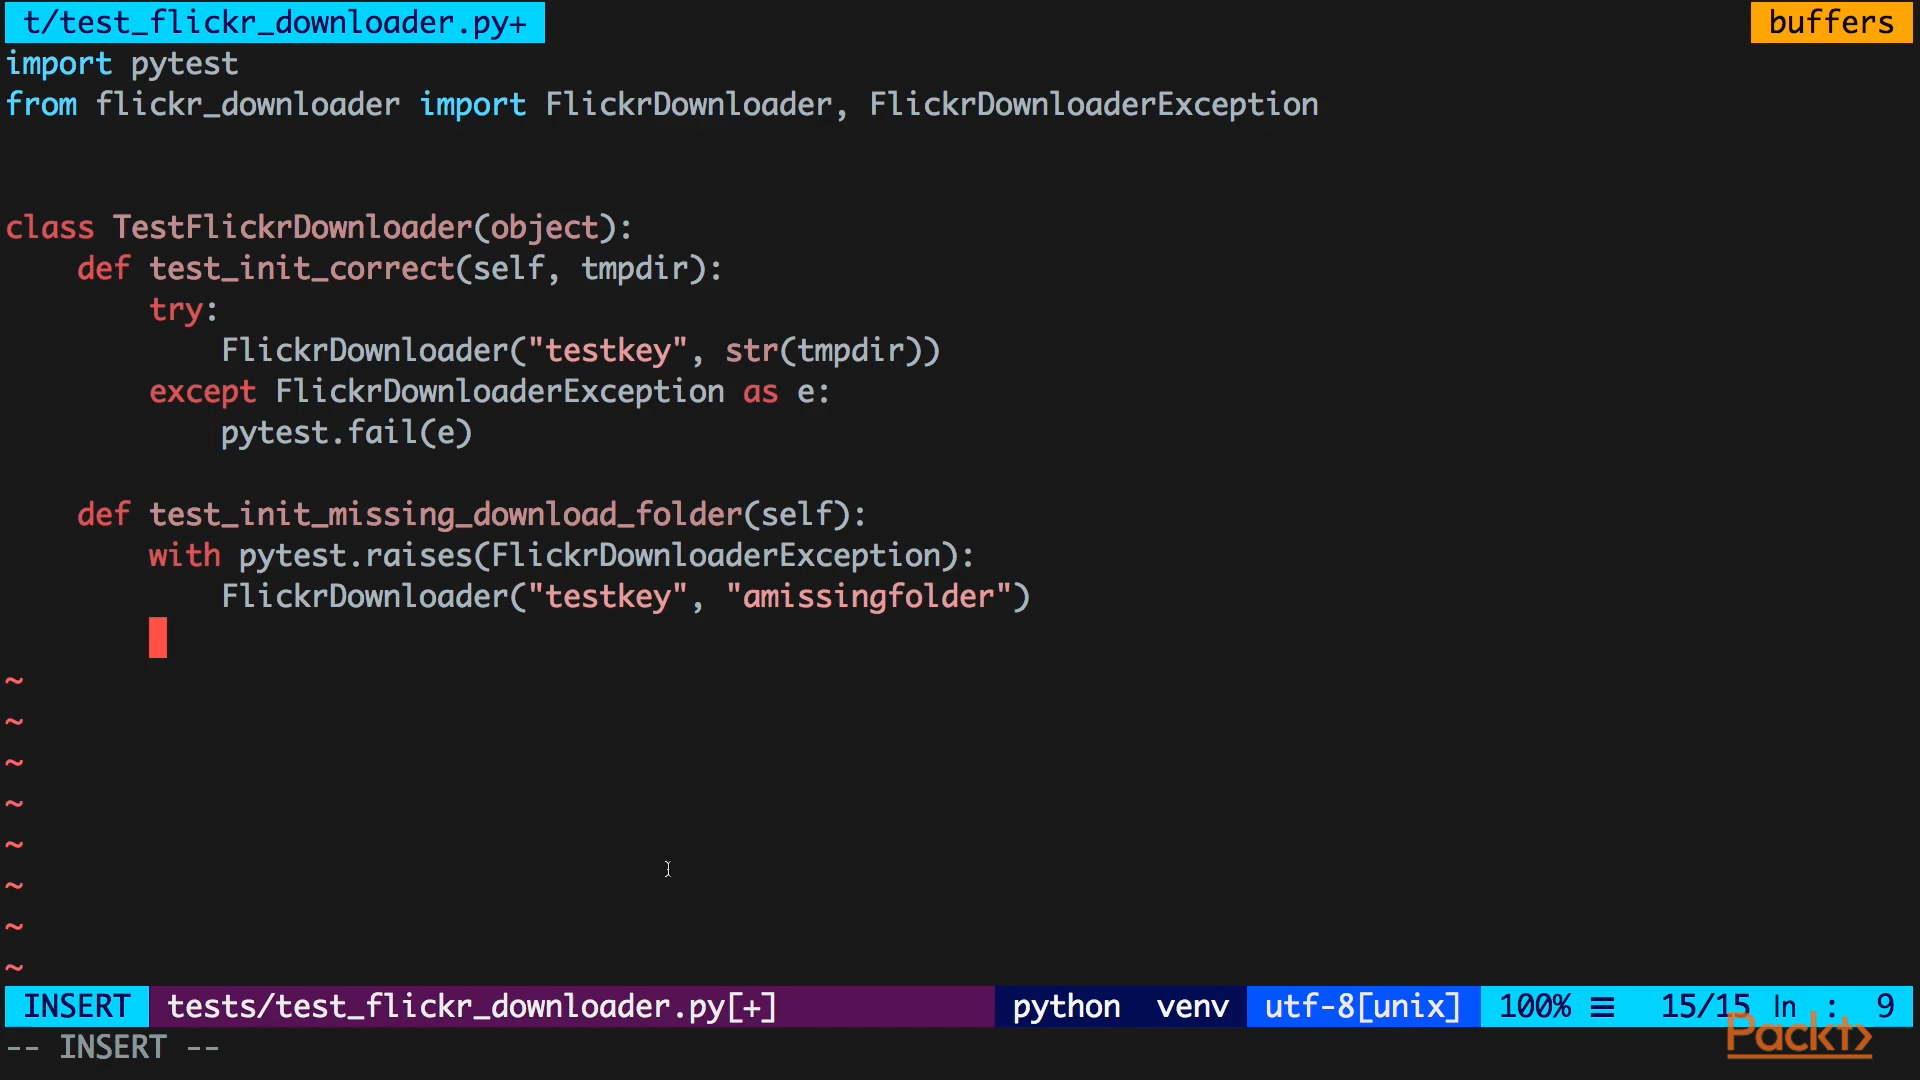 t/test_flickr_downloader.py+ buffers
import pytest
from flickr_downloader import FlickrDownloader, FlickrDownloaderException
class TestFlickrDownloader(object):
    def test_init_correct(self, tmpdir):
        try:
            FlickrDownloader("testkey", str(tmpdir))
        except FlickrDownloaderException as e:
            pytest.fail(e)
    def test_init_missing_download_folder(self):
        with pytest.raises(FlickrDownloaderException):
            FlickrDownloader("testkey", "amissingfolder")
~
~
~
~
~
~
~
~
INSERT tests/test_flickr_downloader.py[+] python venv utf-8[unix] 100% ☰ 15/15 ln : 9
-- INSERT --
Packt>